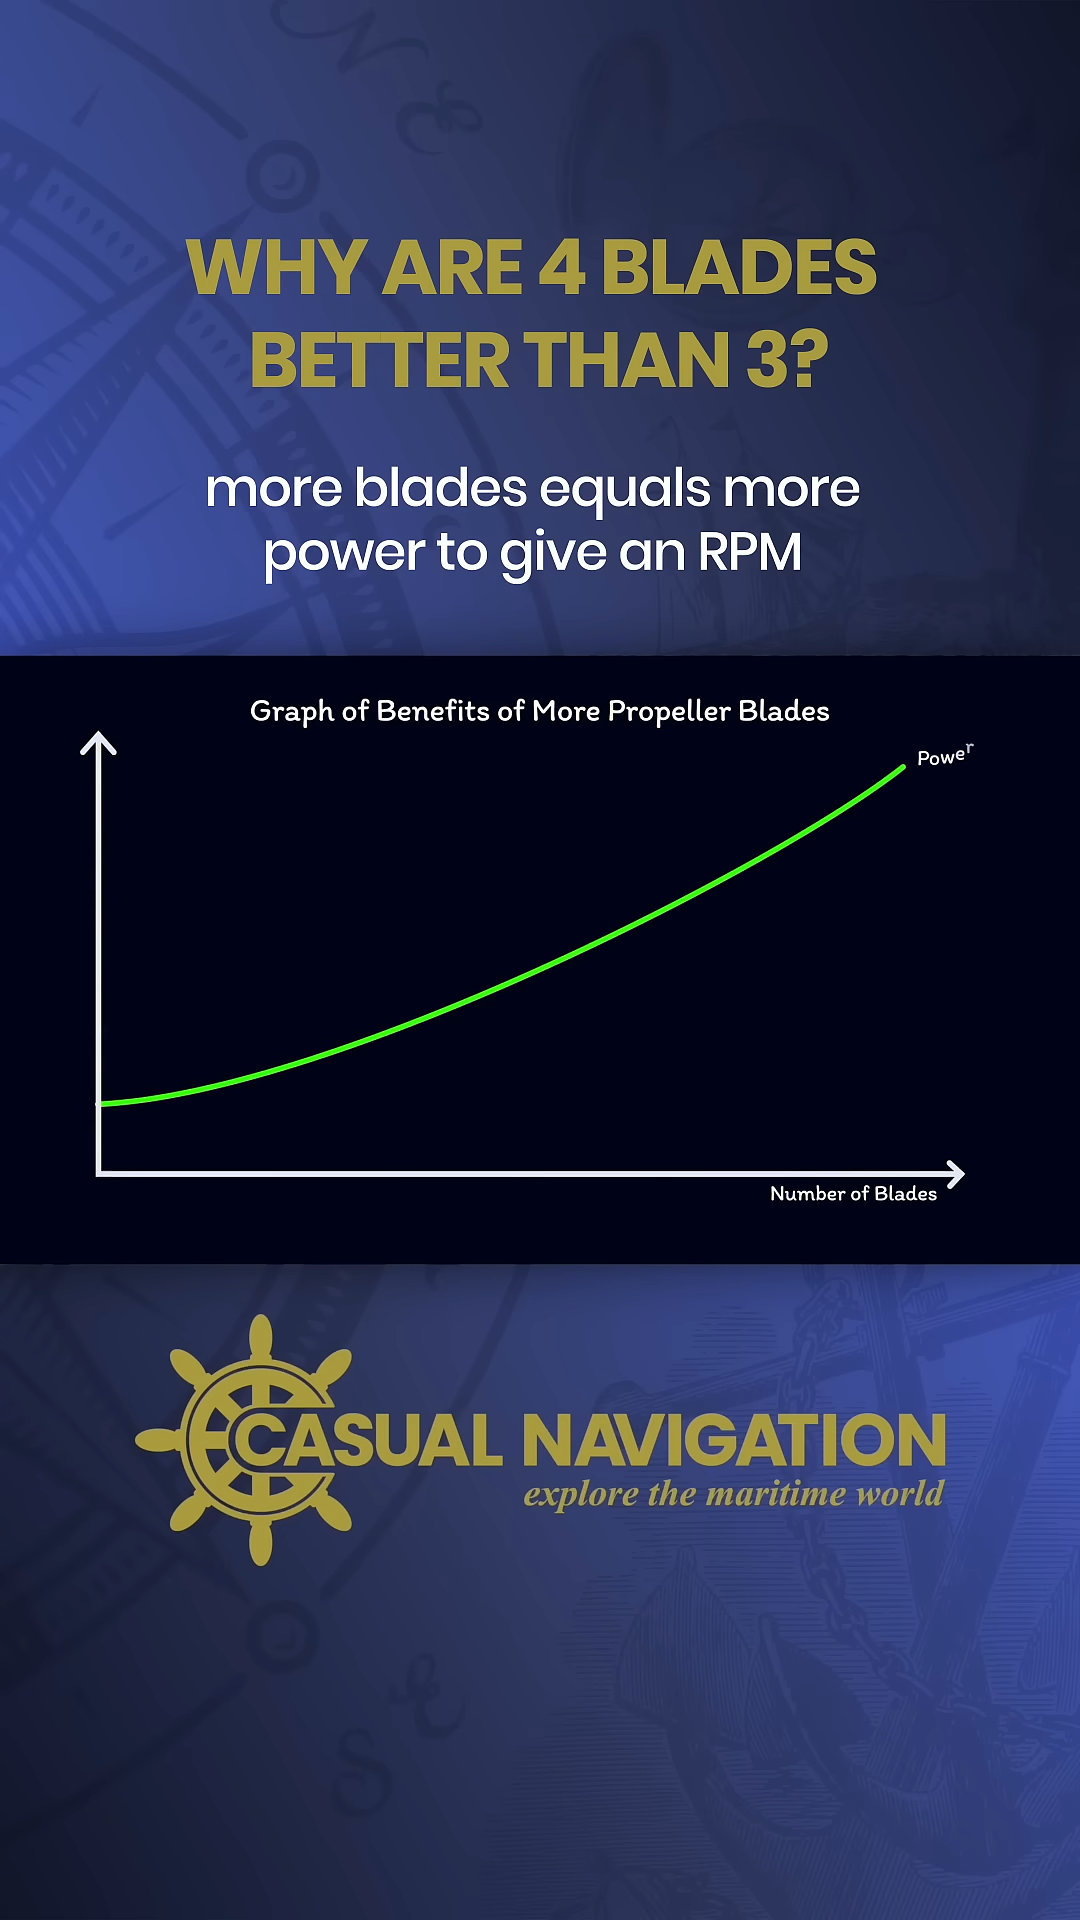 WHY ARE 4 BLADES
BETTER THAN 3?
more blades equals more
power to give an RPM
Graph of Benefits of More Propeller Blades
Power
Number of Blades
CASUAL NAVIGATION
explore the maritime world
N
E
S